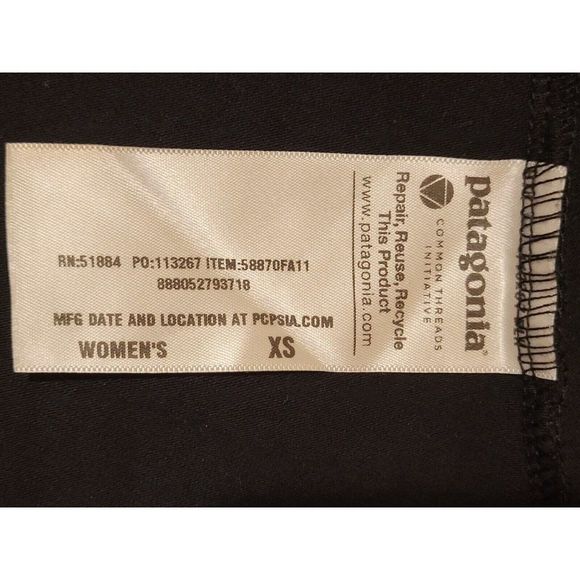 patagonia®
COMMON THREADS
INITIATIVE
Repair, Reuse, Recycle
This Product
www.patagonia.com
RN:51884 PO:113267 ITEM:58870FA11
888052793718
MFG DATE AND LOCATION AT PCPSIA.COM
WOMEN'S XS